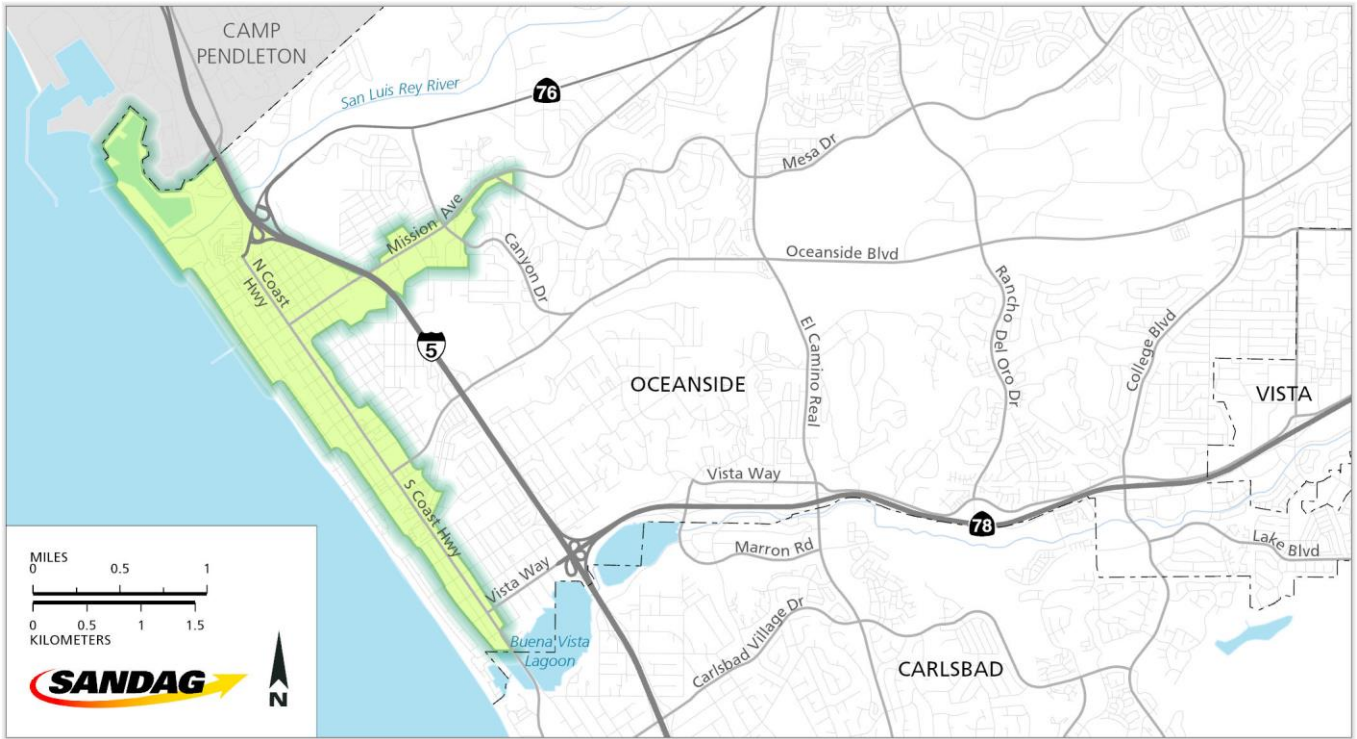 CAMP
PENDLETON
San Luis Rey River
76
Mesa Dr
Mission Ave
Canyon Dr
Oceanside Blvd
N Coast
Hwy
Rancho Del Oro Dr
El Camino Real
College Blvd
5
OCEANSIDE
VISTA
Vista Way
S Coast Hwy
78
Marron Rd
Lake Blvd
Vista Way
Buena Vista
Lagoon
Carlsbad Village Dr
CARLSBAD
MILES
0 0.5 1
0 0.5 1 1.5
KILOMETERS
SANDAG
N